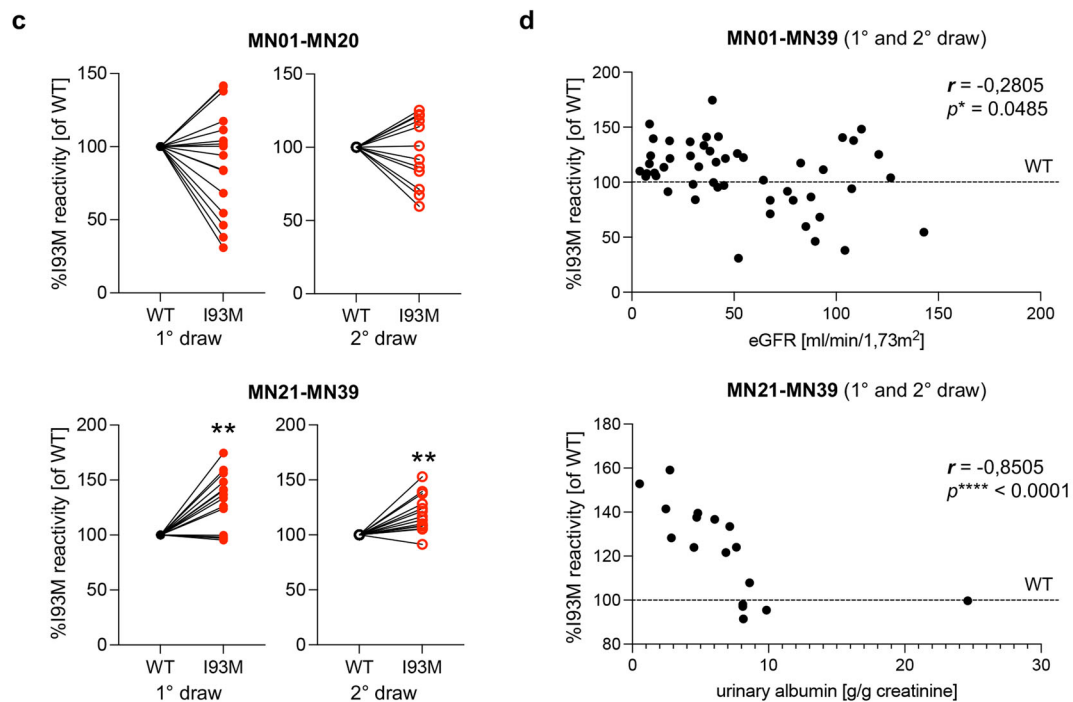 c
MN01-MN20
%I93M reactivity [of WT]
150
100
50
0
WT I93M
1° draw
150
100
50
0
WT I93M
2° draw
MN21-MN39
%I93M reactivity [of WT]
200
150
100
50
0
**
WT I93M
1° draw
200
150
100
50
0
**
WT I93M
2° draw
d
MN01-MN39 (1° and 2° draw)
%I93M reactivity [of WT]
200
150
100
50
0
r = -0,2805
p* = 0.0485
WT
0 50 100 150 200
eGFR [ml/min/1,73m²]
MN21-MN39 (1° and 2° draw)
%I93M reactivity [of WT]
180
160
140
120
100
80
r = -0,8505
p**** < 0.0001
WT
0 10 20 30
urinary albumin [g/g creatinine]